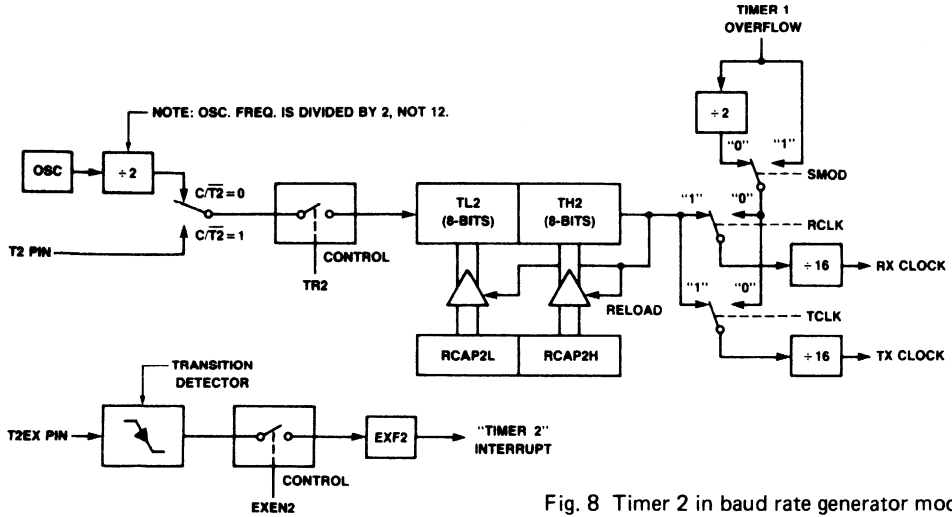 TIMER 1
OVERFLOW
NOTE: OSC. FREQ. IS DIVIDED BY 2, NOT 12.
÷ 2
"0"
"1"
SMOD
OSC
÷ 2
C/T2 = 0
C/T2 = 1
T2 PIN
CONTROL
TR2
TL2
(8-BITS)
TH2
(8-BITS)
"1"
"0"
RCLK
÷ 16
RX CLOCK
RELOAD
"1"
"0"
TCLK
÷ 16
TX CLOCK
RCAP2L
RCAP2H
TRANSITION
DETECTOR
T2EX PIN
CONTROL
EXEN2
EXF2
"TIMER 2"
INTERRUPT
Fig. 8 Timer 2 in baud rate generator mod